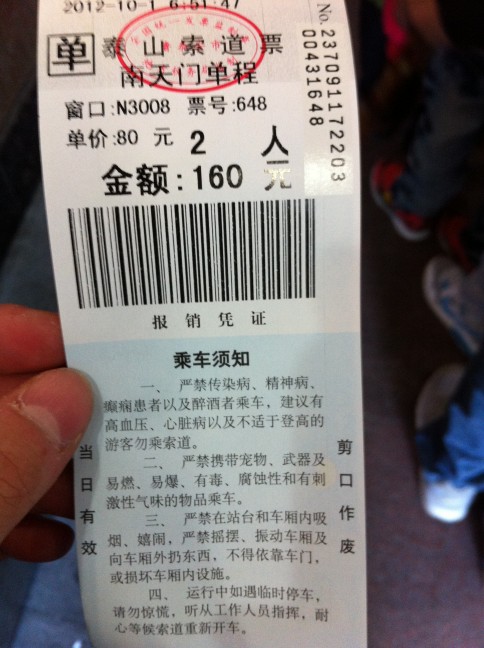 2012-10-1 6:51:47
单 泰山索道票
南天门单程
窗口:N3008 票号:648
单价:80 元 2 人
金额:160 元
No. 237091172203
00431648
报销凭证
乘车须知
一、 严禁传染病、精神病、
癫痫患者以及醉酒者乘车,建议有
高血压、心脏病以及不适于登高的
游客勿乘索道。
二、 严禁携带宠物、武器及
易燃、易爆、有毒、腐蚀性和有刺
激性气味的物品乘车。
三、 严禁在站台和车厢内吸
烟、嬉闹,严禁摇摆、振动车厢及
向车厢外扔东西,不得依靠车门,
或损坏车厢内设施。
四、 运行中如遇临时停车,
请勿惊慌,听从工作人员指挥,耐
心等候索道重新开车。
当日有效
剪口作废